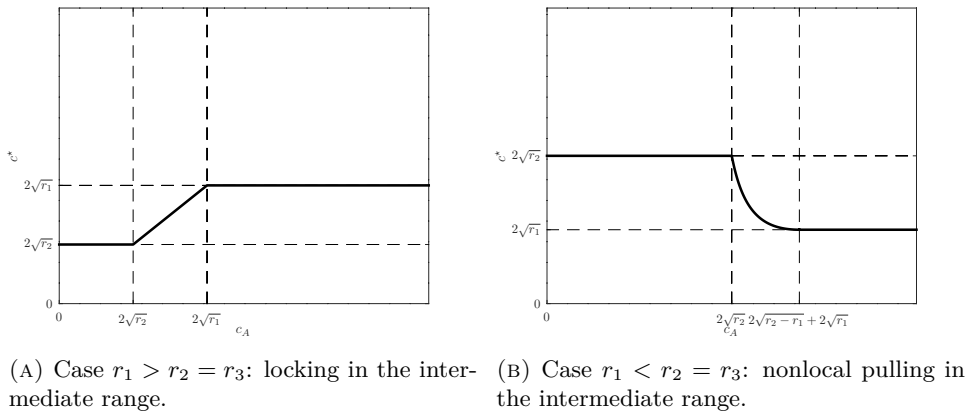 c*
2√r₁
2√r₂
0
0
2√r₂
2√r₁
c_A
(A) Case r₁ > r₂ = r₃: locking in the inter-
mediate range.
c*
2√r₂
2√r₁
0
0
2√r₂
2√(r₂ − r₁) + 2√r₁
c_A
(B) Case r₁ < r₂ = r₃: nonlocal pulling in
the intermediate range.